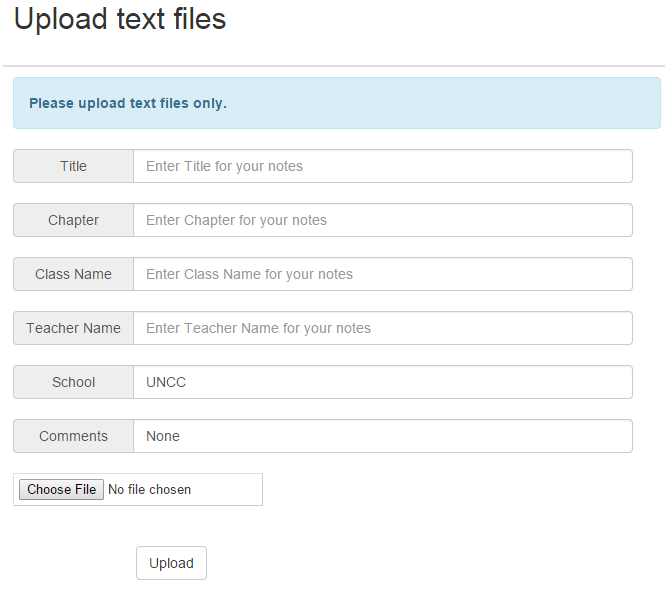 Upload text files
Please upload text files only.
Title Enter Title for your notes
Chapter Enter Chapter for your notes
Class Name Enter Class Name for your notes
Teacher Name Enter Teacher Name for your notes
School UNCC
Comments None
Choose File No file chosen
Upload